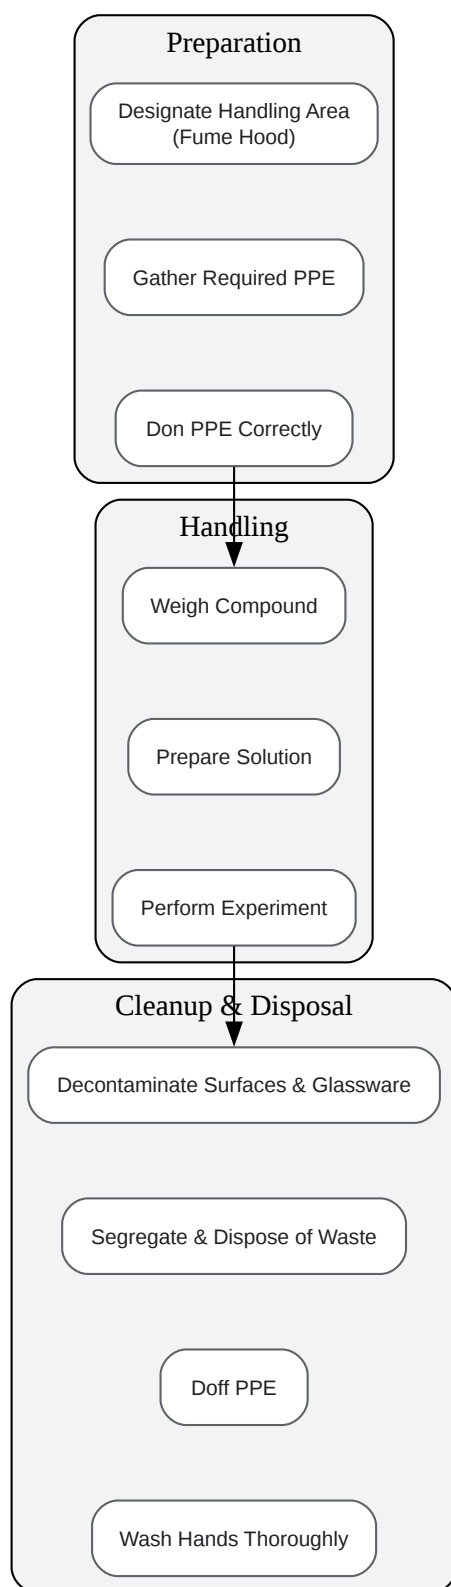 Preparation
Designate Handling Area
(Fume Hood)
Gather Required PPE
Don PPE Correctly
Handling
Weigh Compound
Prepare Solution
Perform Experiment
Cleanup & Disposal
Decontaminate Surfaces & Glassware
Segregate & Dispose of Waste
Doff PPE
Wash Hands Thoroughly